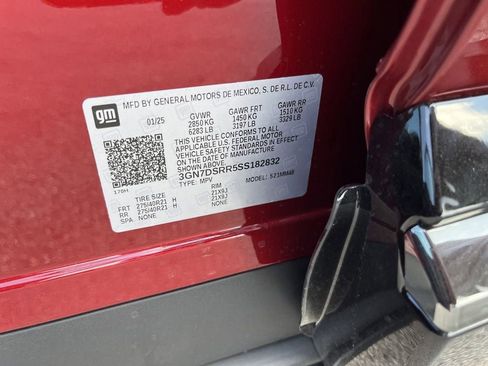 MFD BY GENERAL MOTORS DE MEXICO, S. DE R.L. DE C.V.
gm
01/25 GVWR GAWR FRT GAWR RR
2850 KG 1450 KG 1510 KG
6283 LB 3197 LB 3329 LB
THIS VEHICLE CONFORMS TO ALL
APPLICABLE U.S. FEDERAL MOTOR
VEHICLE SAFETY STANDARDS IN EFFECT
ON THE DATE OF MANUFACTURE
SHOWN ABOVE.
3GN7DSRR5SS182832
TYPE: MPV MODEL:
TIRE SIZE RIM
FRT 275/40R21 H 21X9J
RR 275/40R21 H 21X9J
SPA NONE NONE